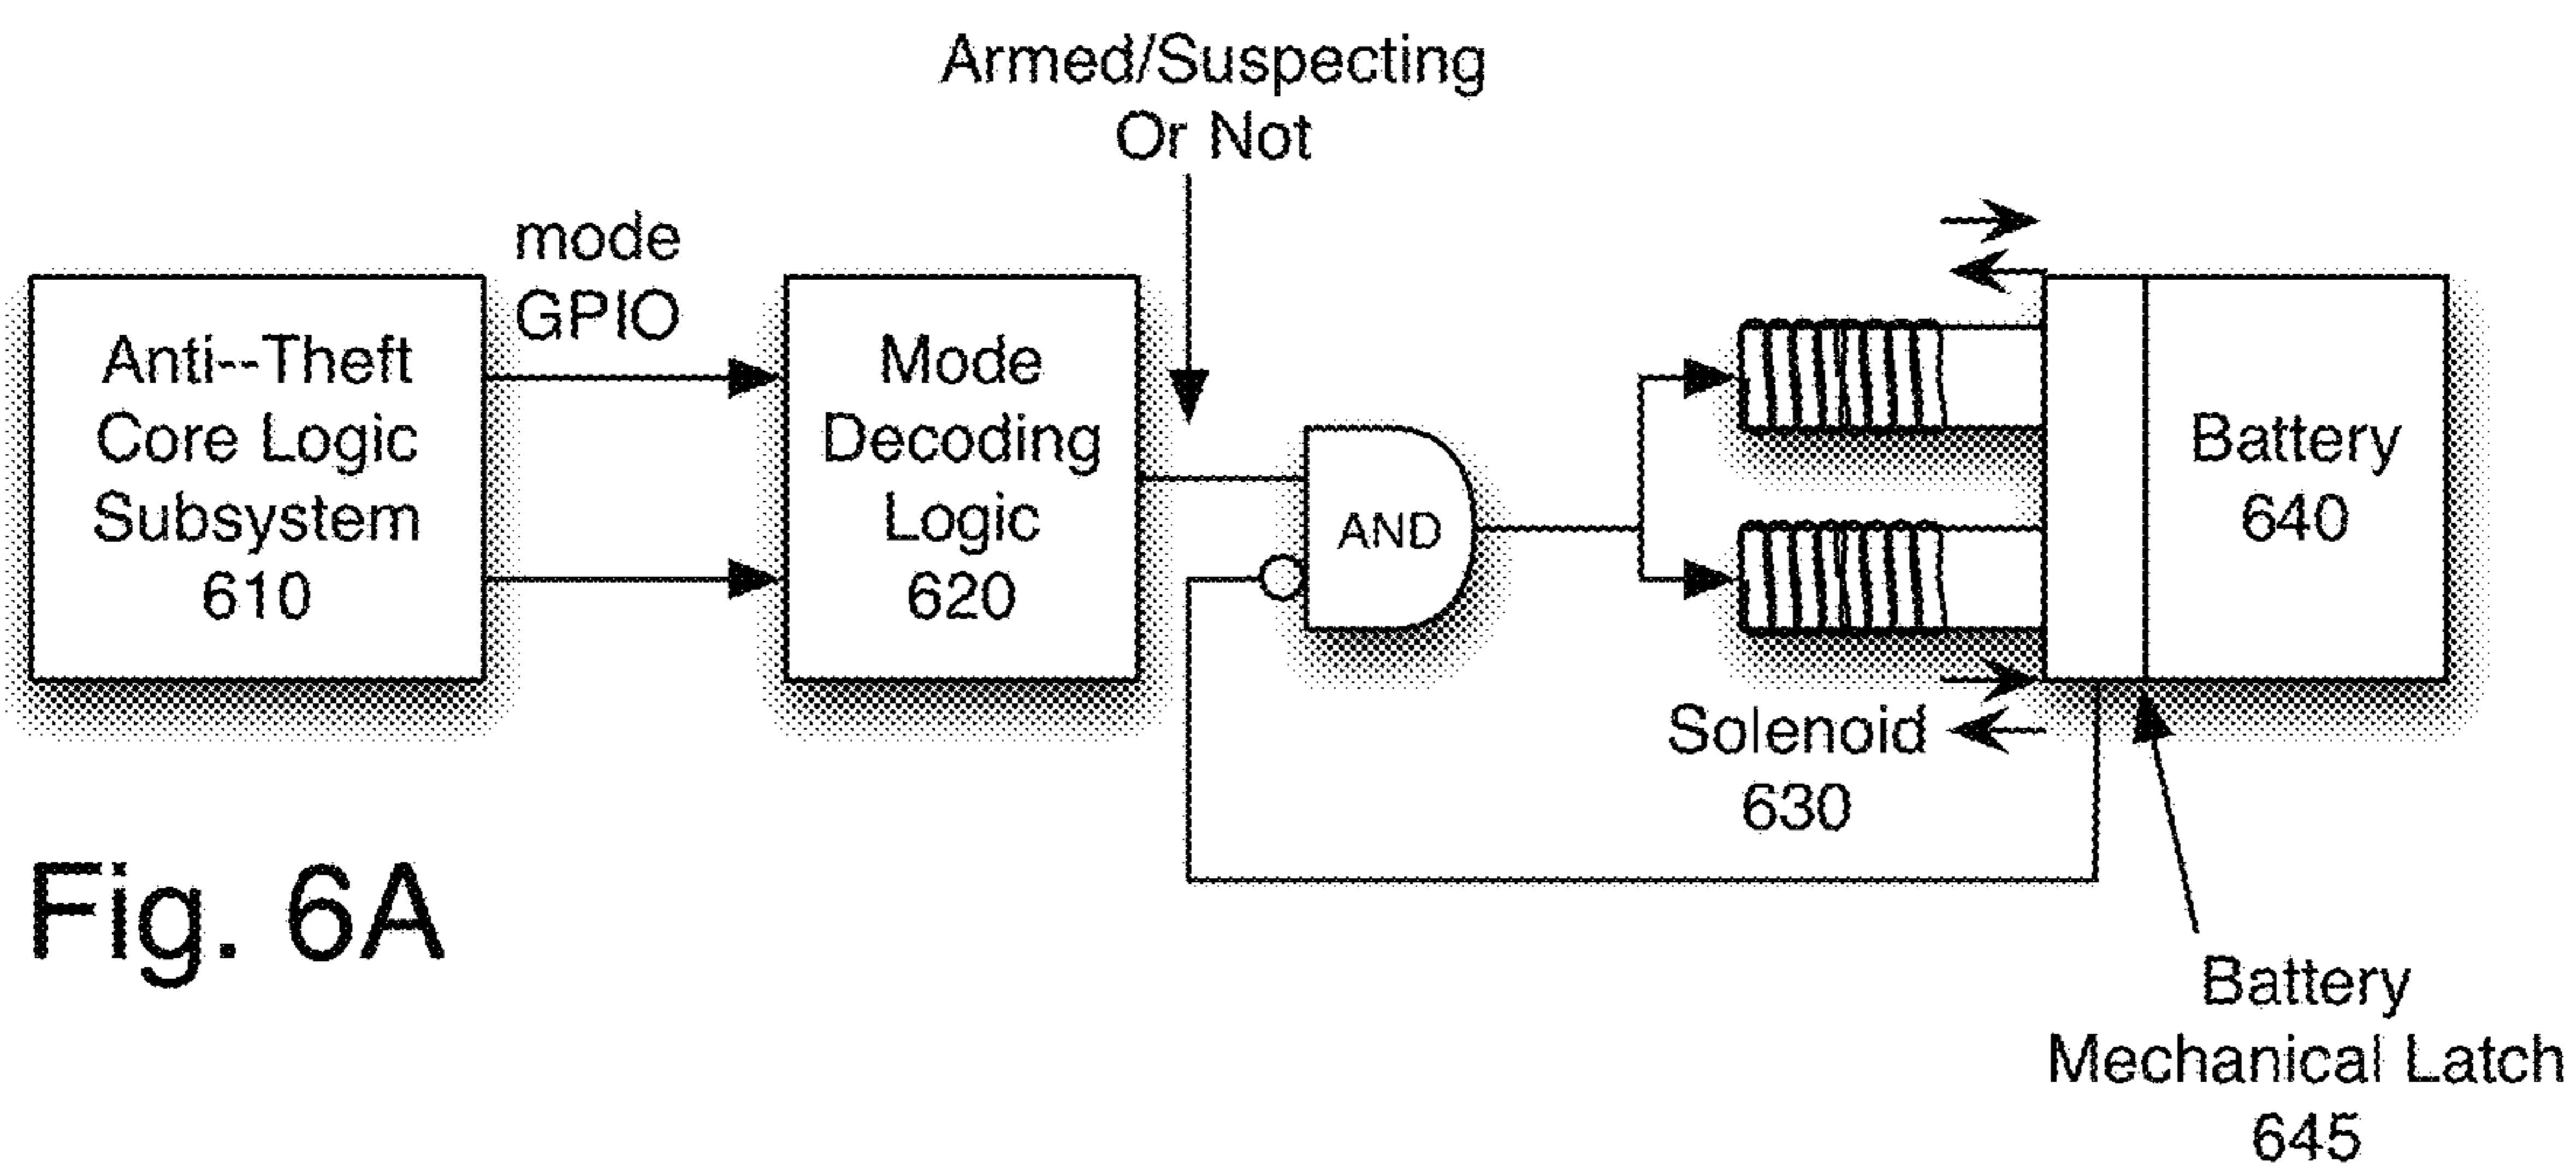 Armed/Suspecting
Or Not
mode
GPIO
Anti--Theft
Core Logic
Subsystem
610
Mode
Decoding
Logic
620
AND
Battery
640
Solenoid
630
Fig. 6A
Battery
Mechanical Latch
645